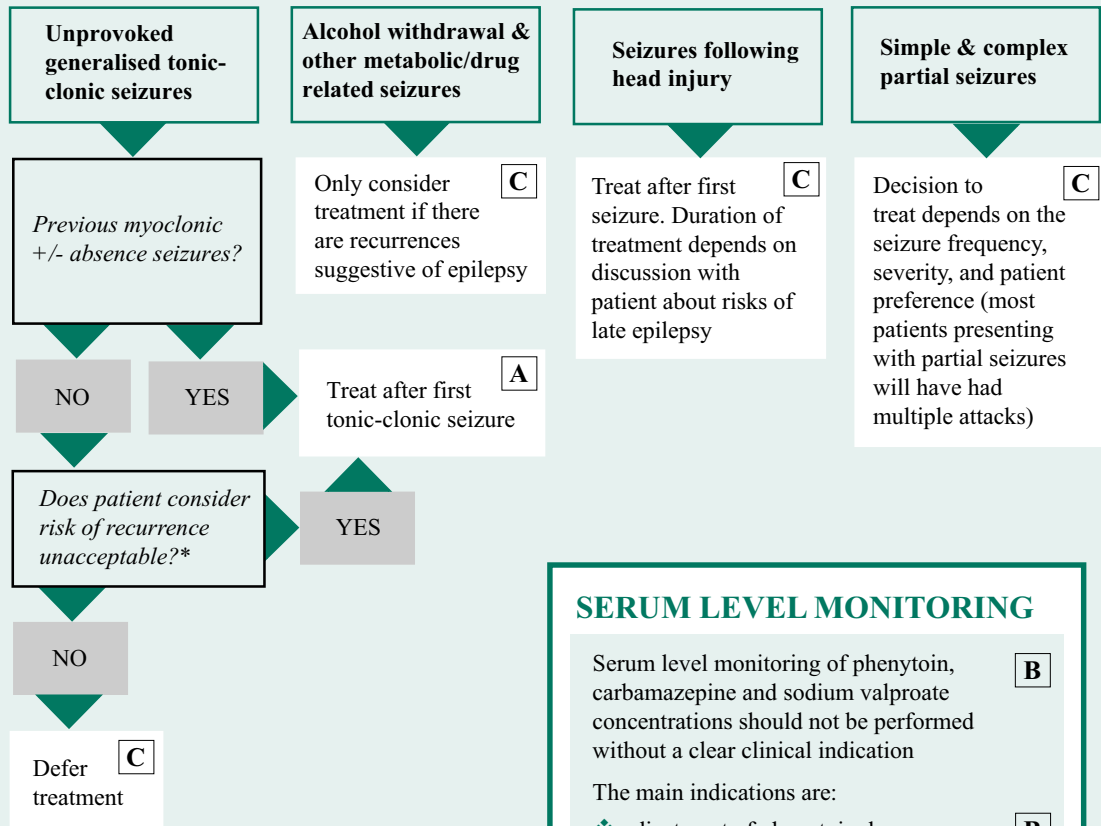 Unprovoked
generalised tonic-
clonic seizures
Alcohol withdrawal &
other metabolic/drug
related seizures
Seizures following
head injury
Simple & complex
partial seizures
Previous myoclonic
+/- absence seizures?
Only consider
treatment if there
are recurrences
suggestive of epilepsy
C
Treat after first
seizure. Duration of
treatment depends on
discussion with
patient about risks of
late epilepsy
C
Decision to
treat depends on the
seizure frequency,
severity, and patient
preference (most
patients presenting
with partial seizures
will have had
multiple attacks)
C
NO
YES
Treat after first
tonic-clonic seizure
A
Does patient consider
risk of recurrence
unacceptable?*
YES
NO
Defer
treatment
C
SERUM LEVEL MONITORING
Serum level monitoring of phenytoin,
carbamazepine and sodium valproate
concentrations should not be performed
without a clear clinical indication
B
The main indications are: